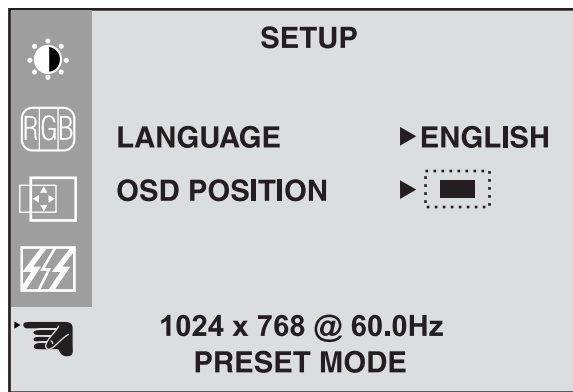 SETUP
RGB
LANGUAGE ▶ENGLISH
OSD POSITION ▶
1024 x 768 @ 60.0Hz
PRESET MODE